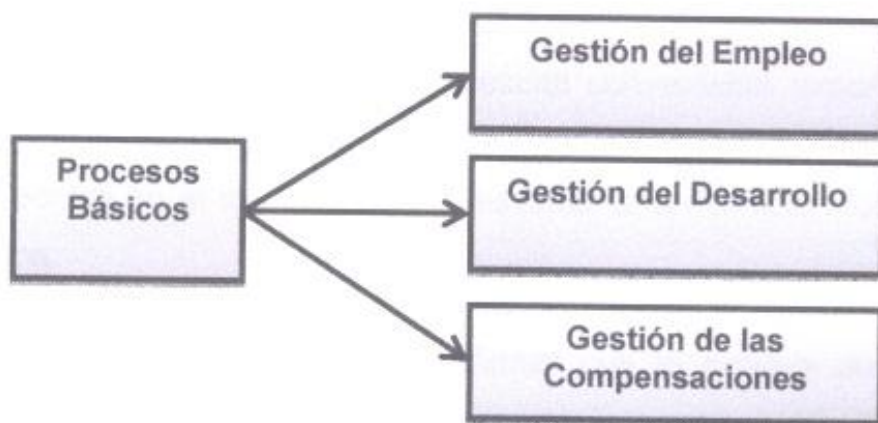 Procesos
Básicos
Gestión del Empleo
Gestión del Desarrollo
Gestión de las
Compensaciones